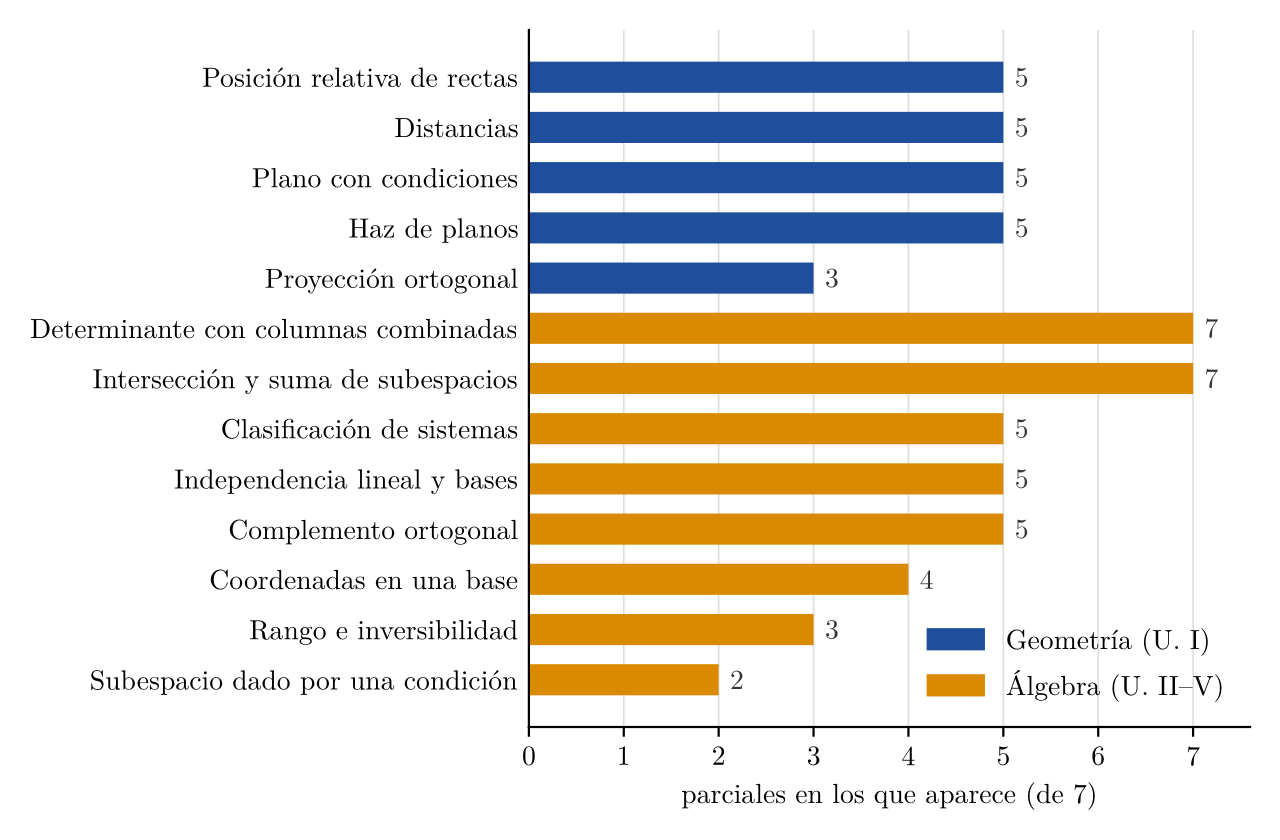 Posición relativa de rectas 5
Distancias 5
Plano con condiciones 5
Haz de planos 5
Proyección ortogonal 3
Determinante con columnas combinadas 7
Intersección y suma de subespacios 7
Clasificación de sistemas 5
Independencia lineal y bases 5
Complemento ortogonal 5
Coordenadas en una base 4
Rango e inversibilidad 3
Subespacio dado por una condición 2
Geometría (U. I)
Álgebra (U. II–V)
0 1 2 3 4 5 6 7
parciales en los que aparece (de 7)